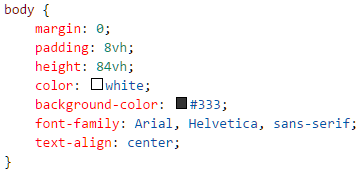 body {
    margin: 0;
    padding: 8vh;
    height: 84vh;
    color: white;
    background-color: #333;
    font-family: Arial, Helvetica, sans-serif;
    text-align: center;
}